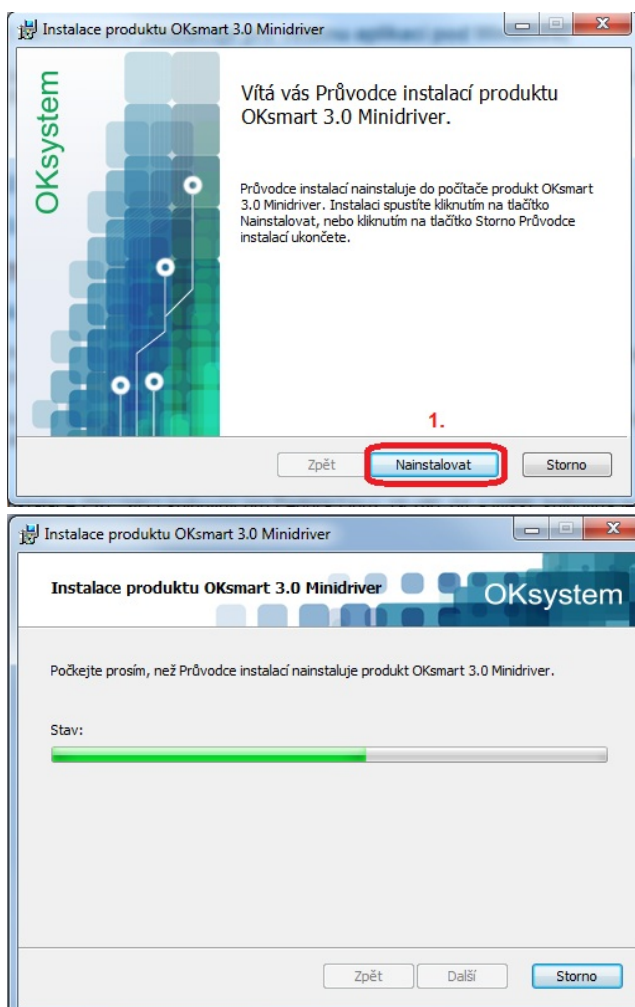 Instalace produktu OKsmart 3.0 Minidriver
OKsystem
Vítá vás Průvodce instalací produktu
OKsmart 3.0 Minidriver.
Průvodce instalací nainstaluje do počítače produkt OKsmart
3.0 Minidriver. Instalaci spustíte kliknutím na tlačítko
Nainstalovat, nebo kliknutím na tlačítko Storno Průvodce
instalací ukončete.
1.
Zpět Nainstalovat Storno
Instalace produktu OKsmart 3.0 Minidriver
Instalace produktu OKsmart 3.0 Minidriver
OKsystem
Počkejte prosím, než Průvodce instalací nainstaluje produkt OKsmart 3.0 Minidriver.
Stav:
Zpět Další Storno